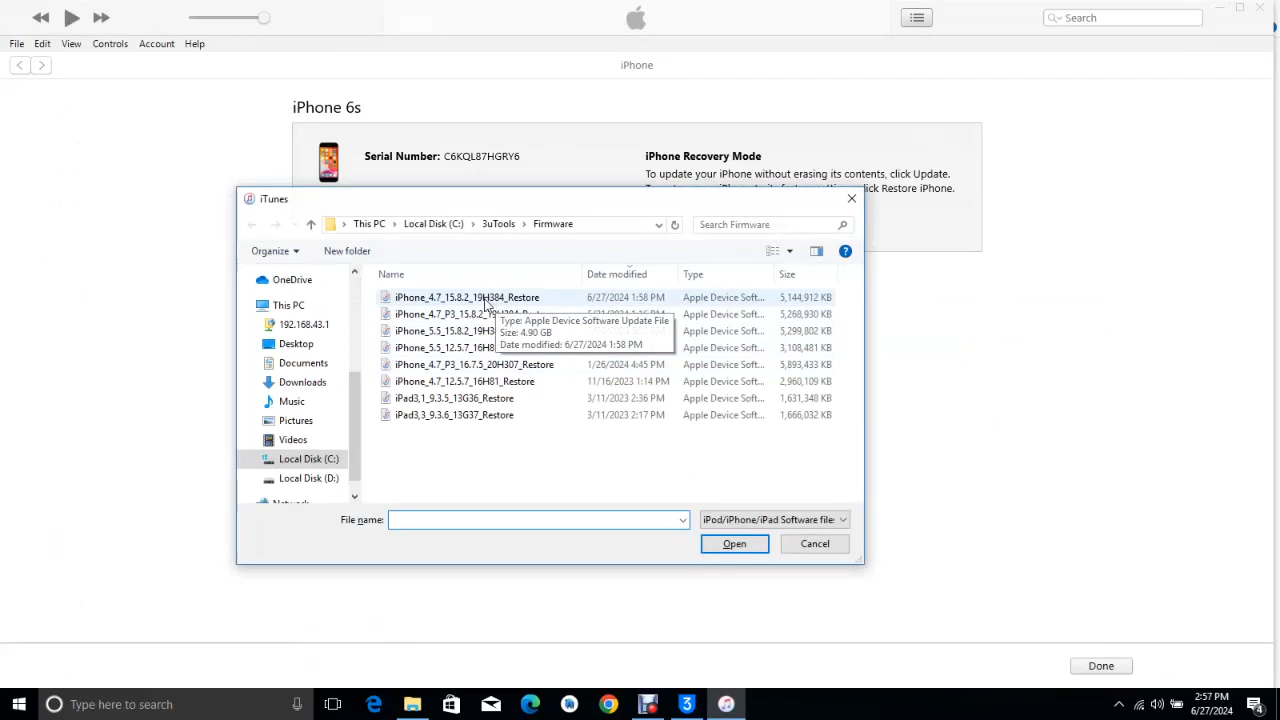 Search
File Edit View Controls Account Help
iPhone
iPhone 6s
Serial Number: C6KQL87HGRY6
iPhone Recovery Mode
To update your iPhone without erasing its contents, click Update.
click Restore iPhone.
iTunes
This PC > Local Disk (C:) > 3uTools > Firmware
Search Firmware
Organize New folder
Name Date modified Type Size
OneDrive
This PC
192.168.43.1
Desktop
Documents
Downloads
Music
Pictures
Videos
Local Disk (C:)
Local Disk (D:)
iPhone_4.7_15.8.2_19H384_Restore 6/27/2024 1:58 PM Apple Device Soft... 5,144,912 KB
iPhone_4.7_P3_15.8.2 Apple Device Soft... 5,268,930 KB
iPhone_5.5_15.8.2_19H3 Apple Device Soft... 5,299,802 KB
iPhone_5.5_12.5.7_16H8 Apple Device Soft... 3,108,481 KB
iPhone_4.7_P3_16.7.5_20H307_Restore 1/26/2024 4:45 PM Apple Device Soft... 5,893,433 KB
iPhone_4.7_12.5.7_16H81_Restore 11/16/2023 1:14 PM Apple Device Soft... 2,960,109 KB
iPad3,1_9.3.5_13G36_Restore 3/11/2023 2:36 PM Apple Device Soft... 1,631,348 KB
iPad3,3_9.3.6_13G37_Restore 3/11/2023 2:17 PM Apple Device Soft... 1,666,032 KB
Type: Apple Device Software Update File
Size: 4.90 GB
Date modified: 6/27/2024 1:58 PM
File name:
iPod/iPhone/iPad Software files
Open Cancel
Done
Type here to search
2:57 PM
6/27/2024
4